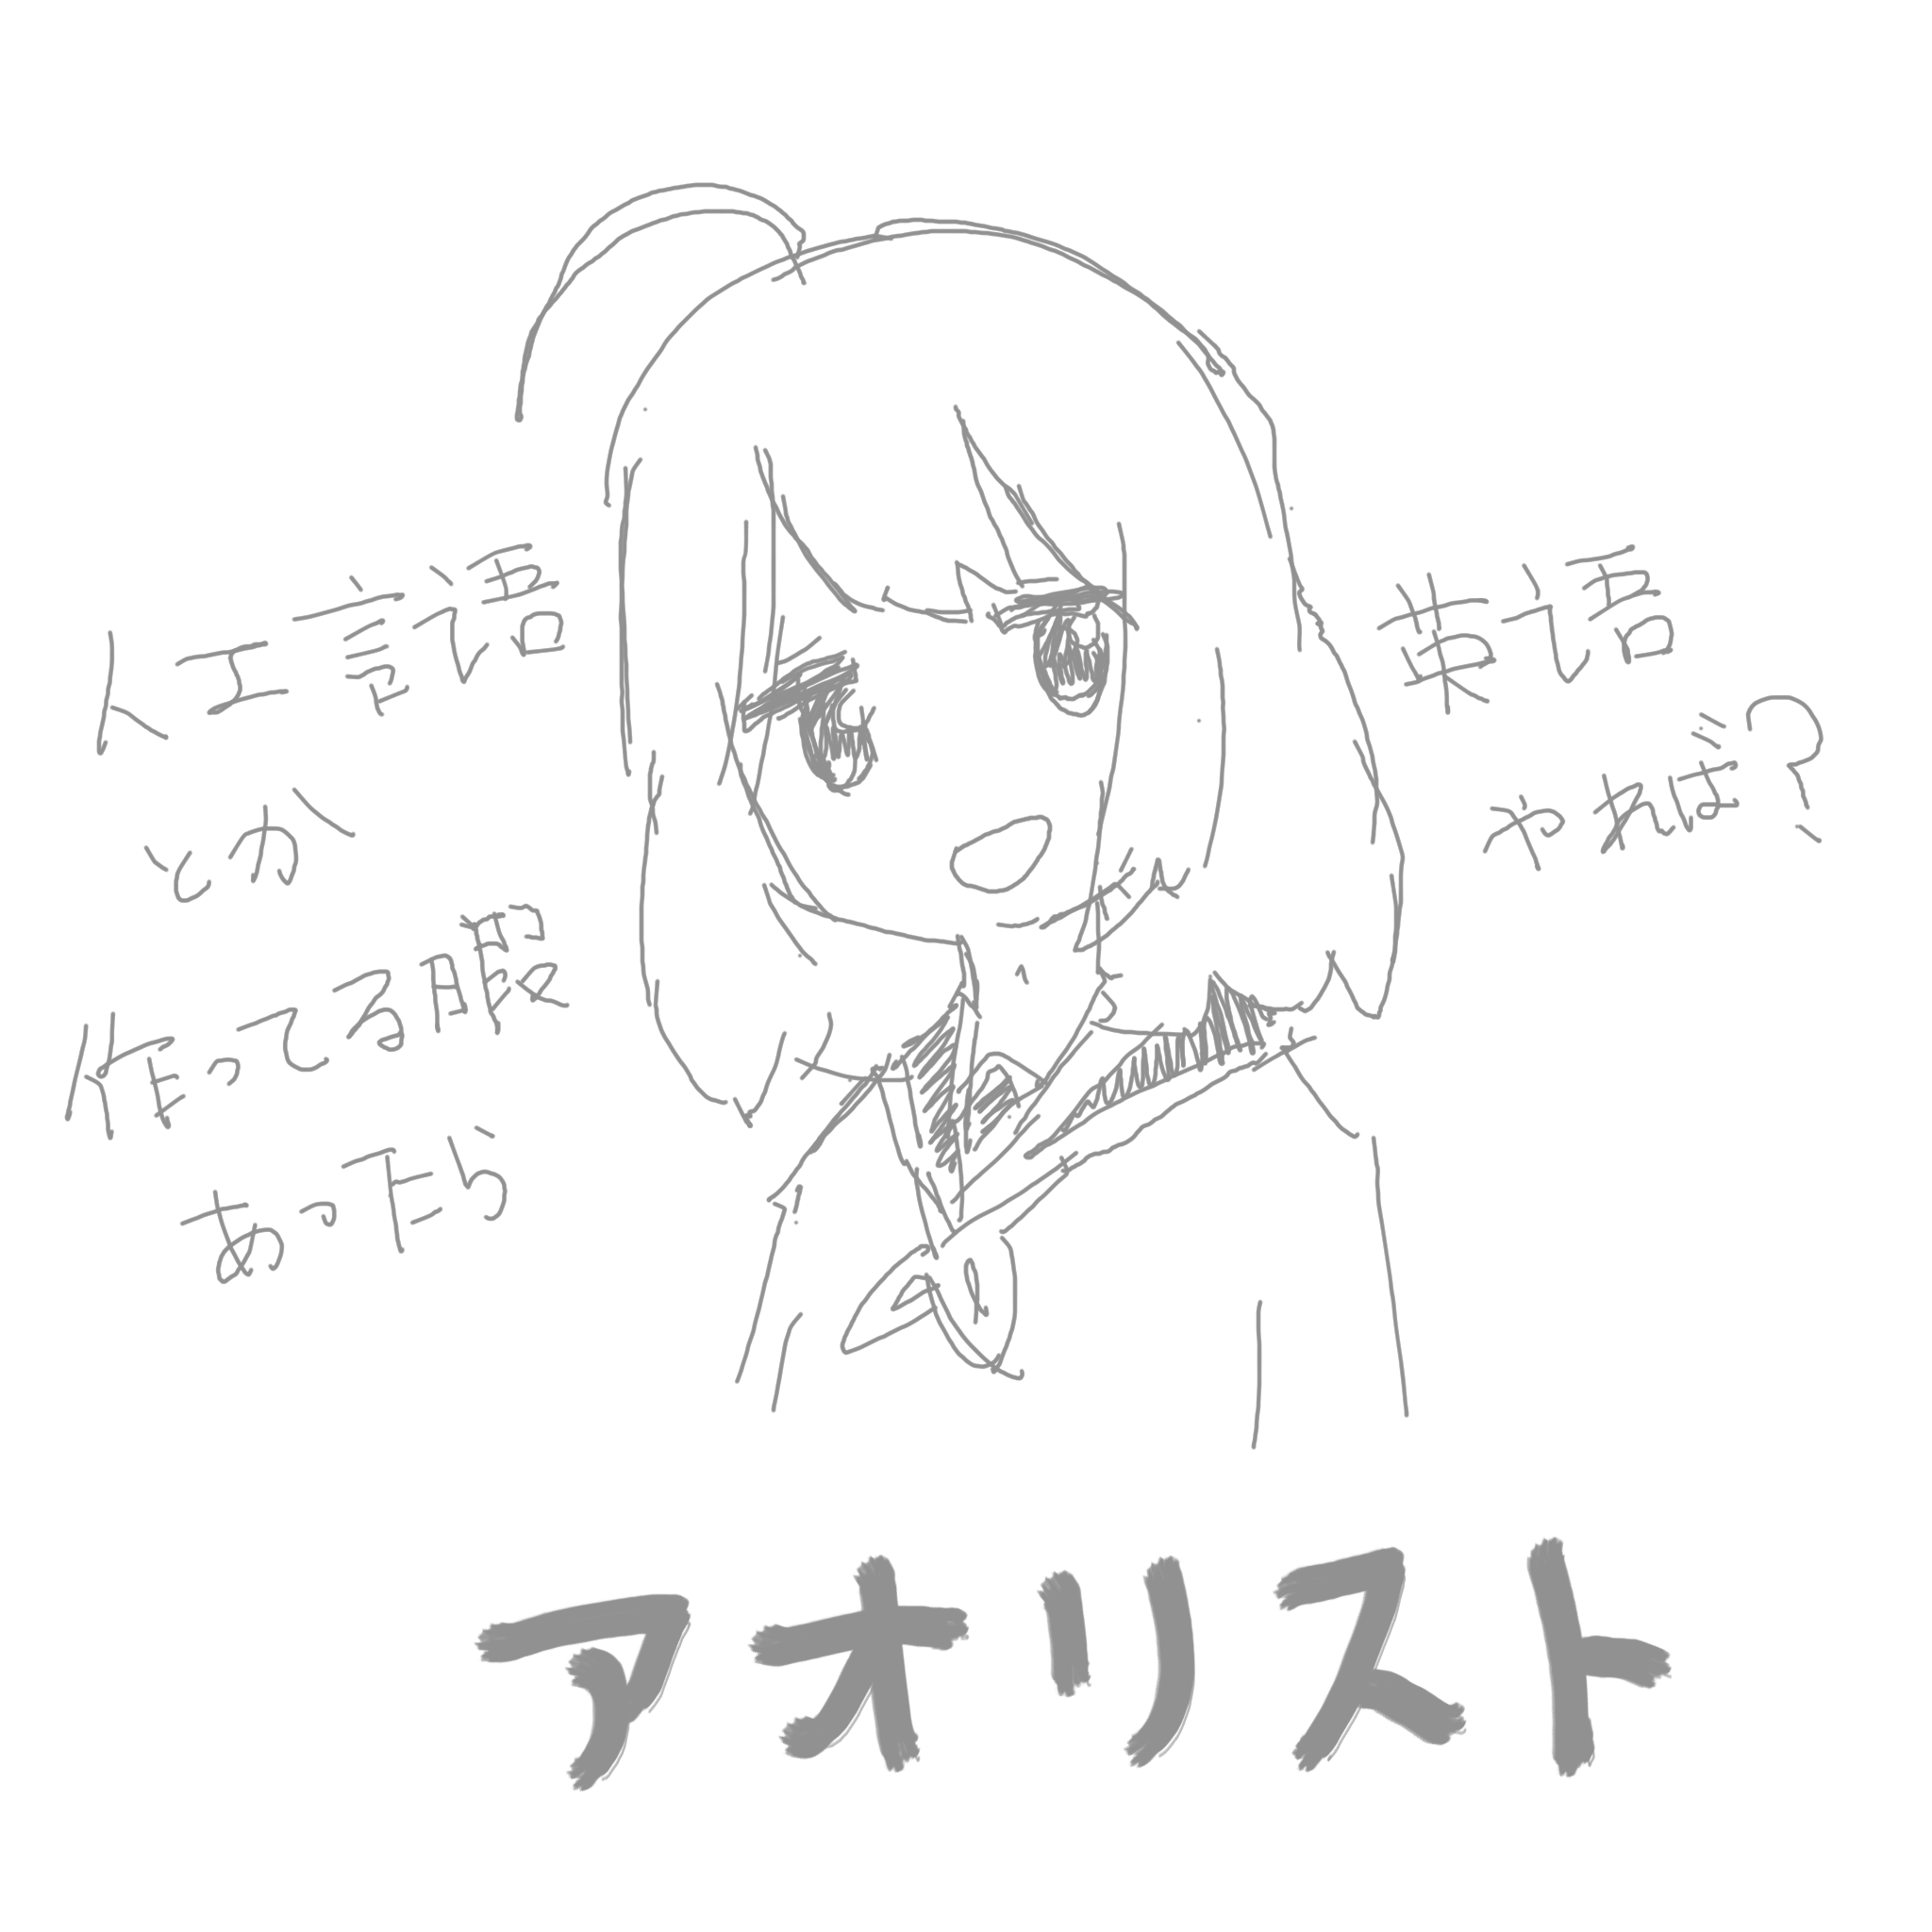 人工言語
とか
作ってる暇
あったら
英語
やれば?
アオリスト